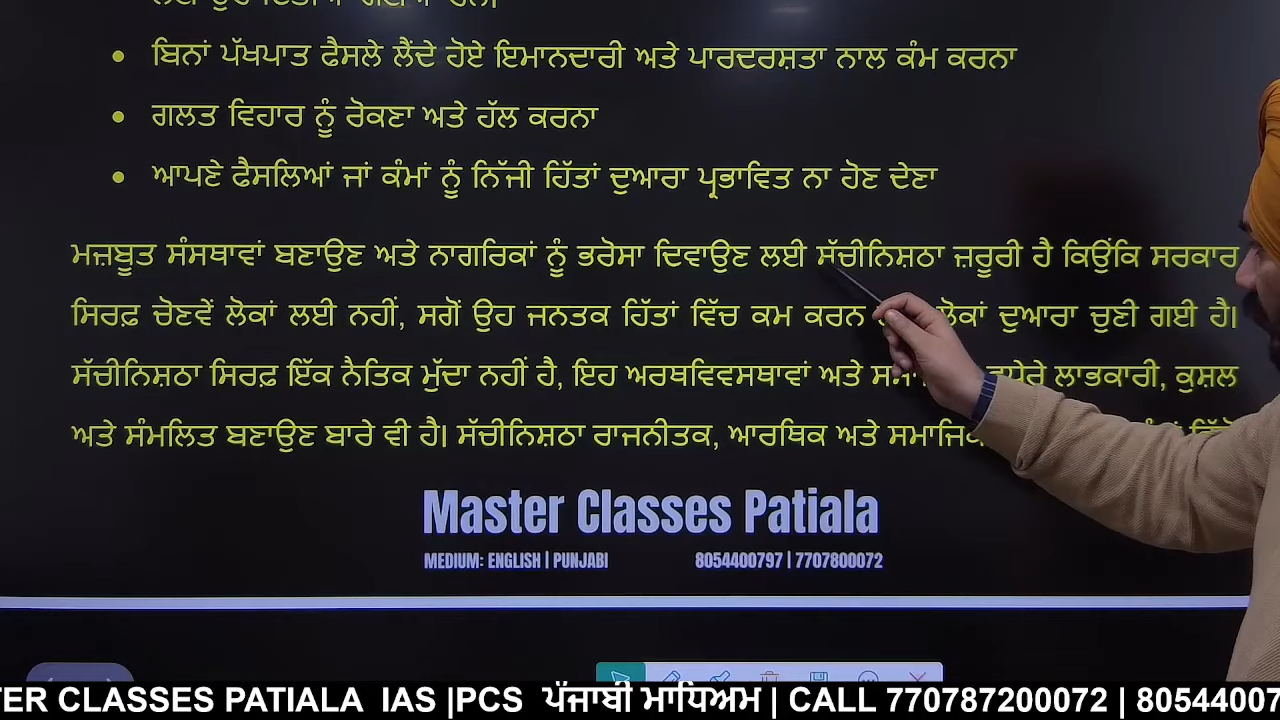 ਬਿਨਾਂ ਪੱਖਪਾਤ ਫੈਸਲੇ ਲੈਂਦੇ ਹੋਏ ਇਮਾਨਦਾਰੀ ਅਤੇ ਪਾਰਦਰਸ਼ਤਾ ਨਾਲ ਕੰਮ ਕਰਨਾ
ਗਲਤ ਵਿਹਾਰ ਨੂੰ ਰੋਕਣਾ ਅਤੇ ਹੱਲ ਕਰਨਾ
ਆਪਣੇ ਫੈਸਲਿਆਂ ਜਾਂ ਕੰਮਾਂ ਨੂੰ ਨਿੱਜੀ ਹਿੱਤਾਂ ਦੁਆਰਾ ਪ੍ਰਭਾਵਿਤ ਨਾ ਹੋਣ ਦੇਣਾ
ਮਜ਼ਬੂਤ ਸੰਸਥਾਵਾਂ ਬਣਾਉਣ ਅਤੇ ਨਾਗਰਿਕਾਂ ਨੂੰ ਭਰੋਸਾ ਦਿਵਾਉਣ ਲਈ ਸੱਚੀਨਿਸ਼ਠਾ ਜ਼ਰੂਰੀ ਹੈ ਕਿਉਂਕਿ ਸਰਕਾਰ
ਸਿਰਫ਼ ਚੋਣਵੇਂ ਲੋਕਾਂ ਲਈ ਨਹੀਂ, ਸਗੋਂ ਉਹ ਜਨਤਕ ਹਿੱਤਾਂ ਵਿੱਚ ਕਮ ਕਰਨ ਲੋਕਾਂ ਦੁਆਰਾ ਚੁਣੀ ਗਈ ਹੈ।
ਸੱਚੀਨਿਸ਼ਠਾ ਸਿਰਫ਼ ਇੱਕ ਨੈਤਿਕ ਮੁੱਦਾ ਨਹੀਂ ਹੈ, ਇਹ ਅਰਥਵਿਵਸਥਾਵਾਂ ਅਤੇ ਵਧੇਰੇ ਲਾਭਕਾਰੀ, ਕੁਸ਼ਲ
ਅਤੇ ਸੰਮਲਿਤ ਬਣਾਉਣ ਬਾਰੇ ਵੀ ਹੈ। ਸੱਚੀਨਿਸ਼ਠਾ ਰਾਜਨੀਤਕ, ਆਰਥਿਕ ਅਤੇ
Master Classes Patiala
MEDIUM: ENGLISH | PUNJABI 8054400797 | 7707800072
TER CLASSES PATIALA IAS |PCS ਪੰਜਾਬੀ ਮਾਧਿਅਮ | CALL 770787200072 | 80544007